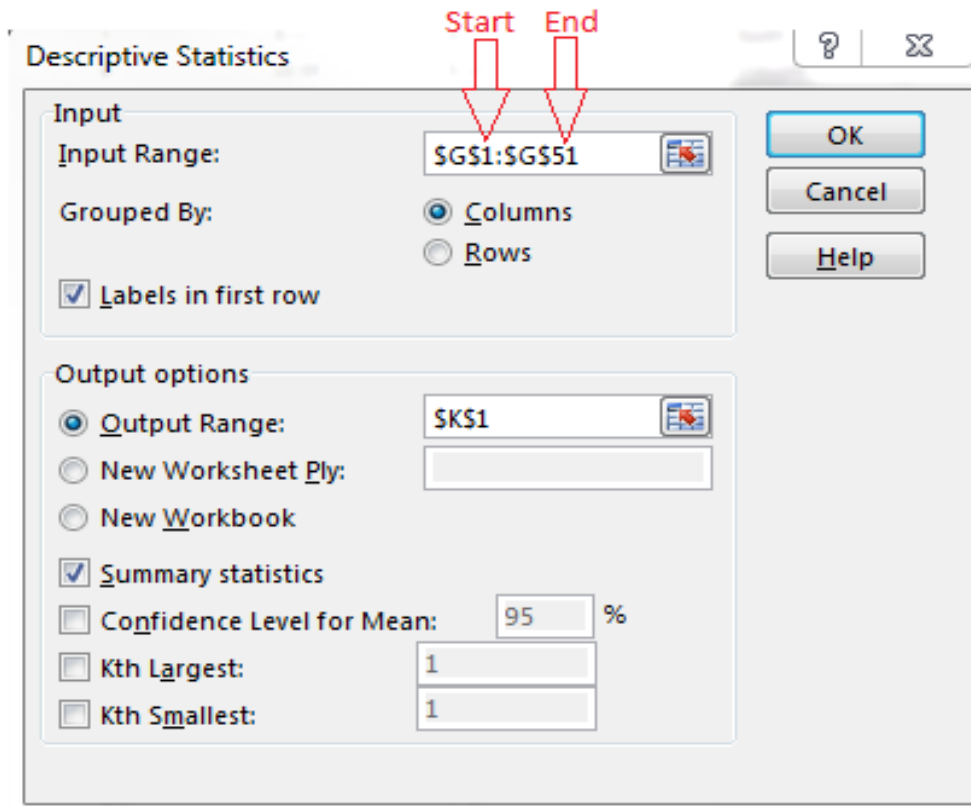 Start End
Descriptive Statistics
Input
Input Range: $G$1:$G$51
OK
Cancel
Grouped By: Columns
Rows
Help
Labels in first row
Output options
Output Range: $K$1
New Worksheet Ply:
New Workbook
Summary statistics
Confidence Level for Mean: 95 %
Kth Largest: 1
Kth Smallest: 1